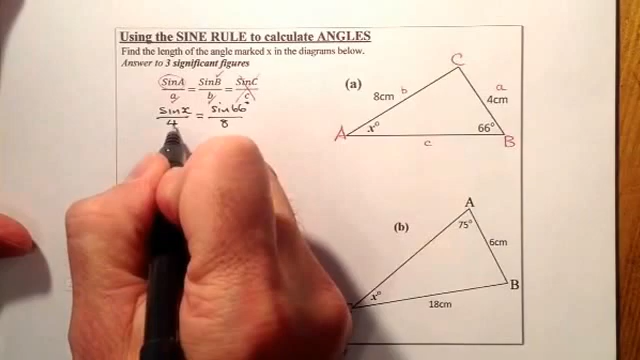 Using the SINE RULE to calculate ANGLES
Find the length of the angle marked x in the diagrams below.
Answer to 3 significant figures
SinA = SinB = SinC
a b c
sinx = sin66°
4 8
(a)
C
b
a
8cm
4cm
A
x°
66°
B
c
(b)
A
75°
6cm
B
x°
18cm